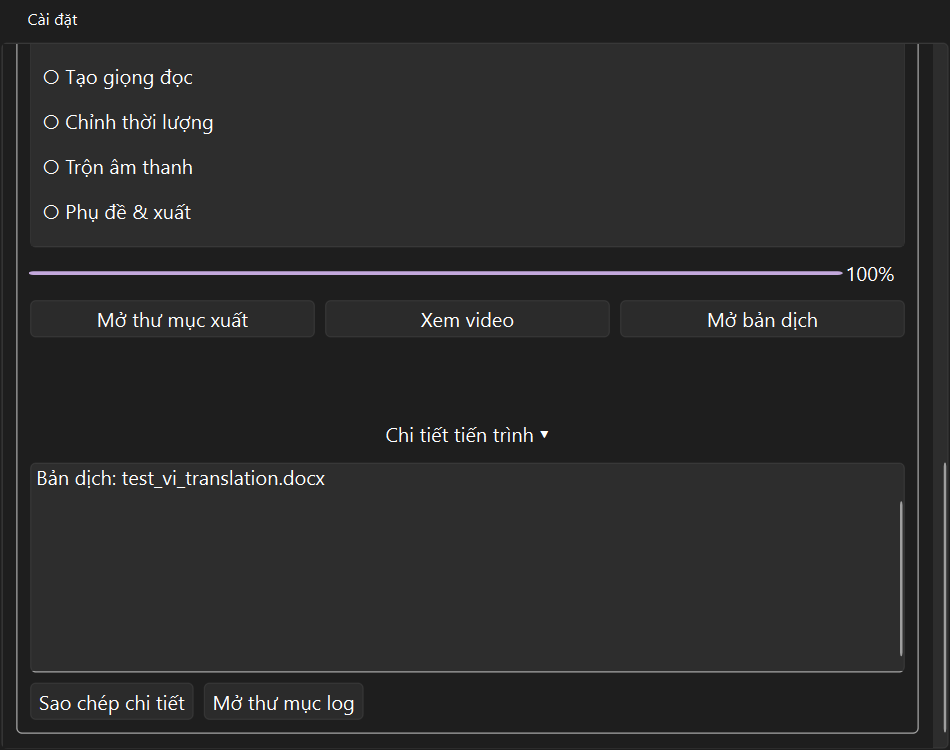 Cài đặt
Tạo giọng đọc
Chỉnh thời lượng
Trộn âm thanh
Phụ đề & xuất
100%
Mở thư mục xuất Xem video Mở bản dịch
Chi tiết tiến trình ▼
Bản dịch: test_vi_translation.docx
Sao chép chi tiết Mở thư mục log